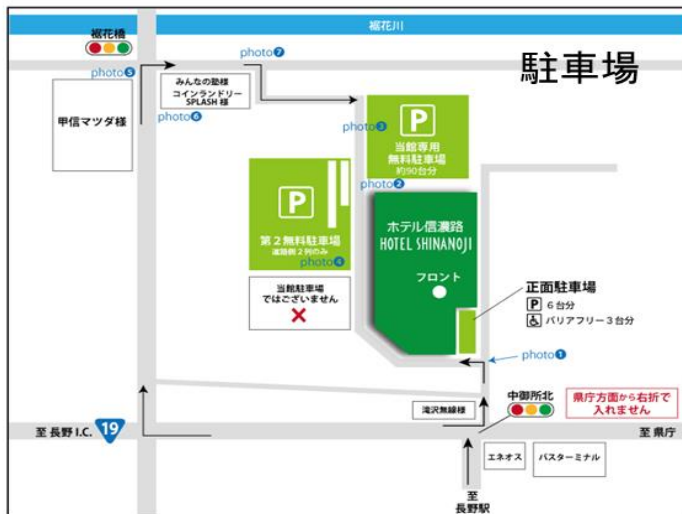 裾花川
裾花橋
photo❼
駐車場
photo❺
みんなの塾様
コインランドリー
SPLASH 様
photo❻
甲信マツダ様
P
photo❸
当館専用
無料駐車場
約90台分
photo❷
P
第2無料駐車場
道路側2列のみ
photo❹
ホテル信濃路
HOTEL SHINANOJI
フロント
当館駐車場
ではございません
正面駐車場
P 6台分
バリアフリー3台分
photo❶
滝沢無線様
中御所北
県庁方面から右折で
入れません
至 長野 I.C.
19
至 県庁
エネオス
バスターミナル
至
長野駅